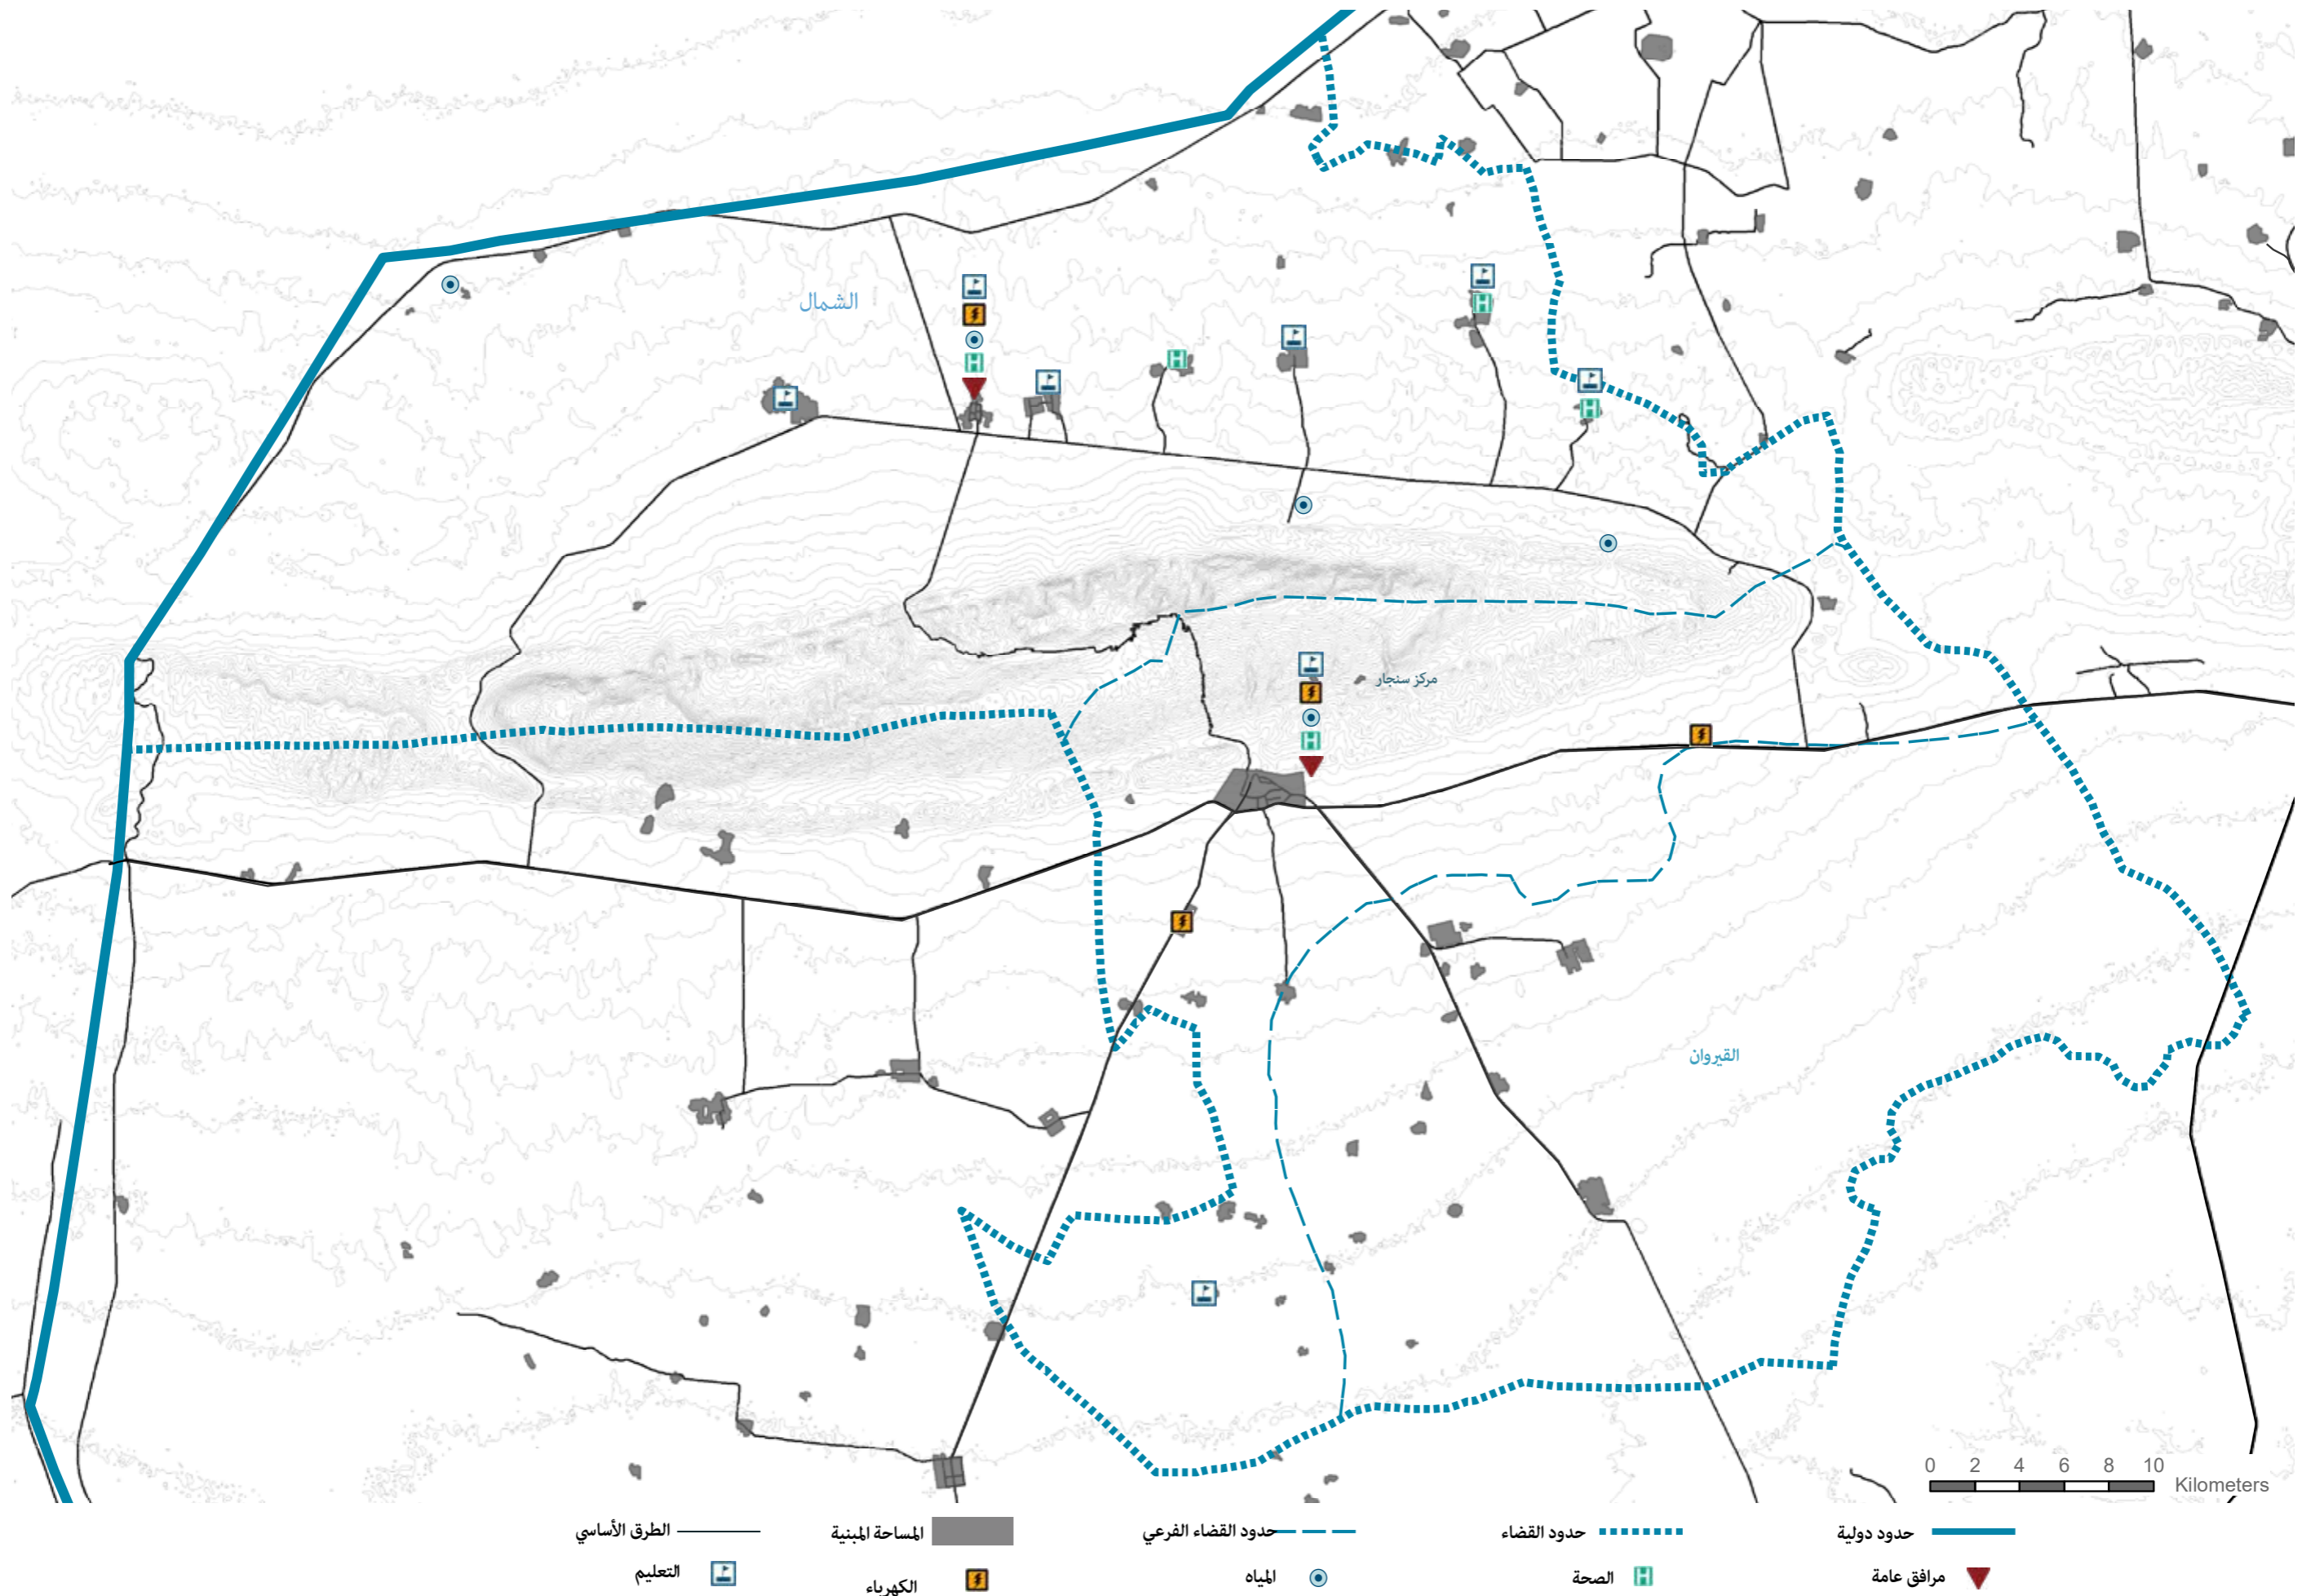 الشمال
مركز سنجار
القيروان
0 2 4 6 8 10
Kilometers
حدود دولية
حدود القضاء
حدود القضاء الفرعي
المساحة المبنية
الطرق الأساسي
مرافق عامة
الصحة
المياه
الكهرباء
التعليم